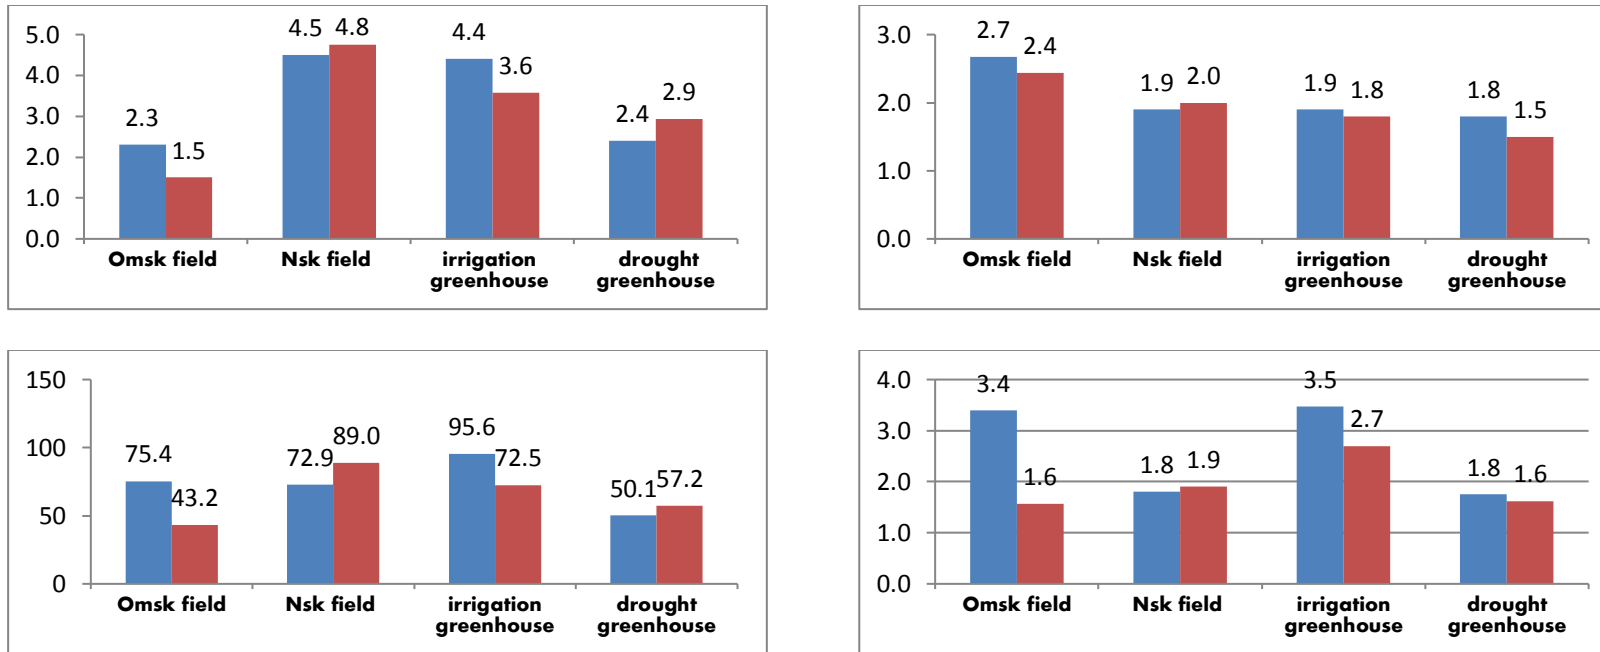 5.0
4.0
3.0
2.0
1.0
0.0
2.3
1.5
4.5
4.8
4.4
3.6
2.4
2.9
Omsk field
Nsk field
irrigation
greenhouse
drought
greenhouse
3.0
2.0
1.0
0.0
2.7
2.4
1.9
2.0
1.9
1.8
1.8
1.5
Omsk field
Nsk field
irrigation
greenhouse
drought
greenhouse
150
100
50
0
75.4
43.2
72.9
89.0
95.6
72.5
50.1
57.2
Omsk field
Nsk field
irrigation
greenhouse
drought
greenhouse
4.0
3.0
2.0
1.0
0.0
3.4
1.6
1.8
1.9
3.5
2.7
1.8
1.6
Omsk field
Nsk field
irrigation
greenhouse
drought
greenhouse